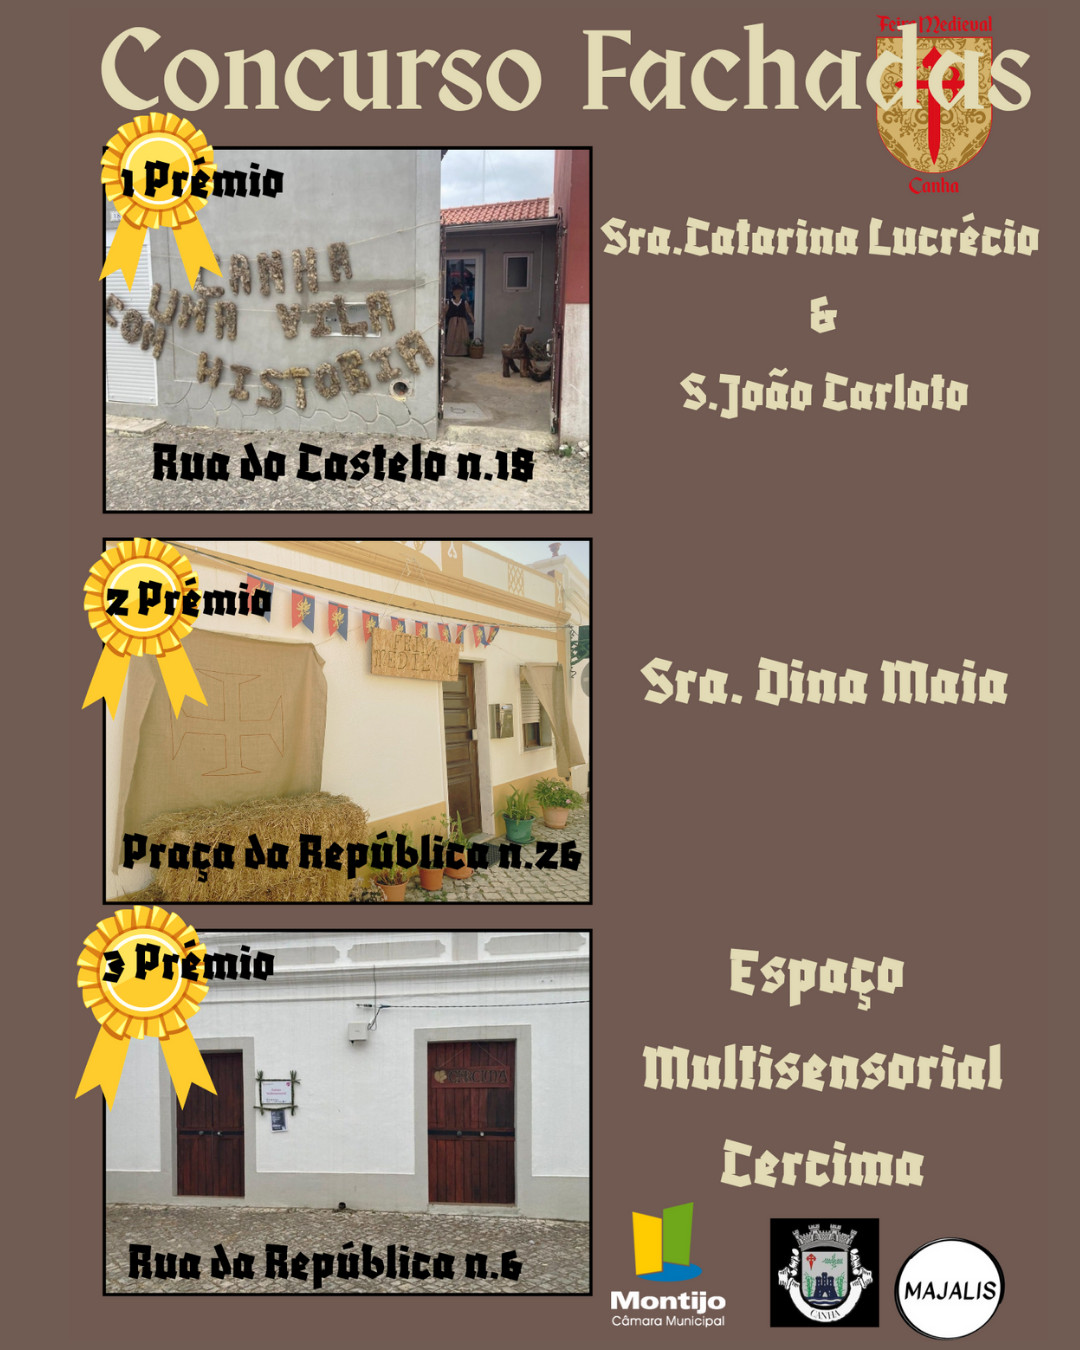 Concurso Fachadas
Feira Medieval
Canha
1 Prémio
CANHA
UMA VILA
COM HISTORIA
Rua do Castelo n.18
Sra.Catarina Lucrécio
&
S.João Carloto
2 Prémio
FEIRA
MEDIEVAL
Praça da República n.26
Sra. Dina Maia
3 Prémio
Rua da República n.6
Espaço
Multisensorial
Cercima
Montijo
Câmara Municipal
CANHA
MAJALIS